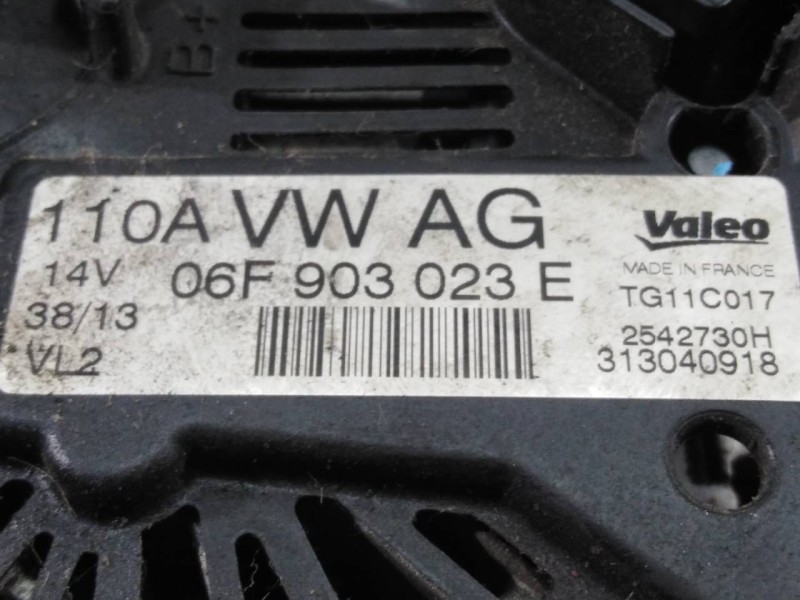 B+
110A VW AG
14V 06F 903 023 E
38/13
VL2
Valeo
MADE IN FRANCE
TG11C017
2542730H
313040918